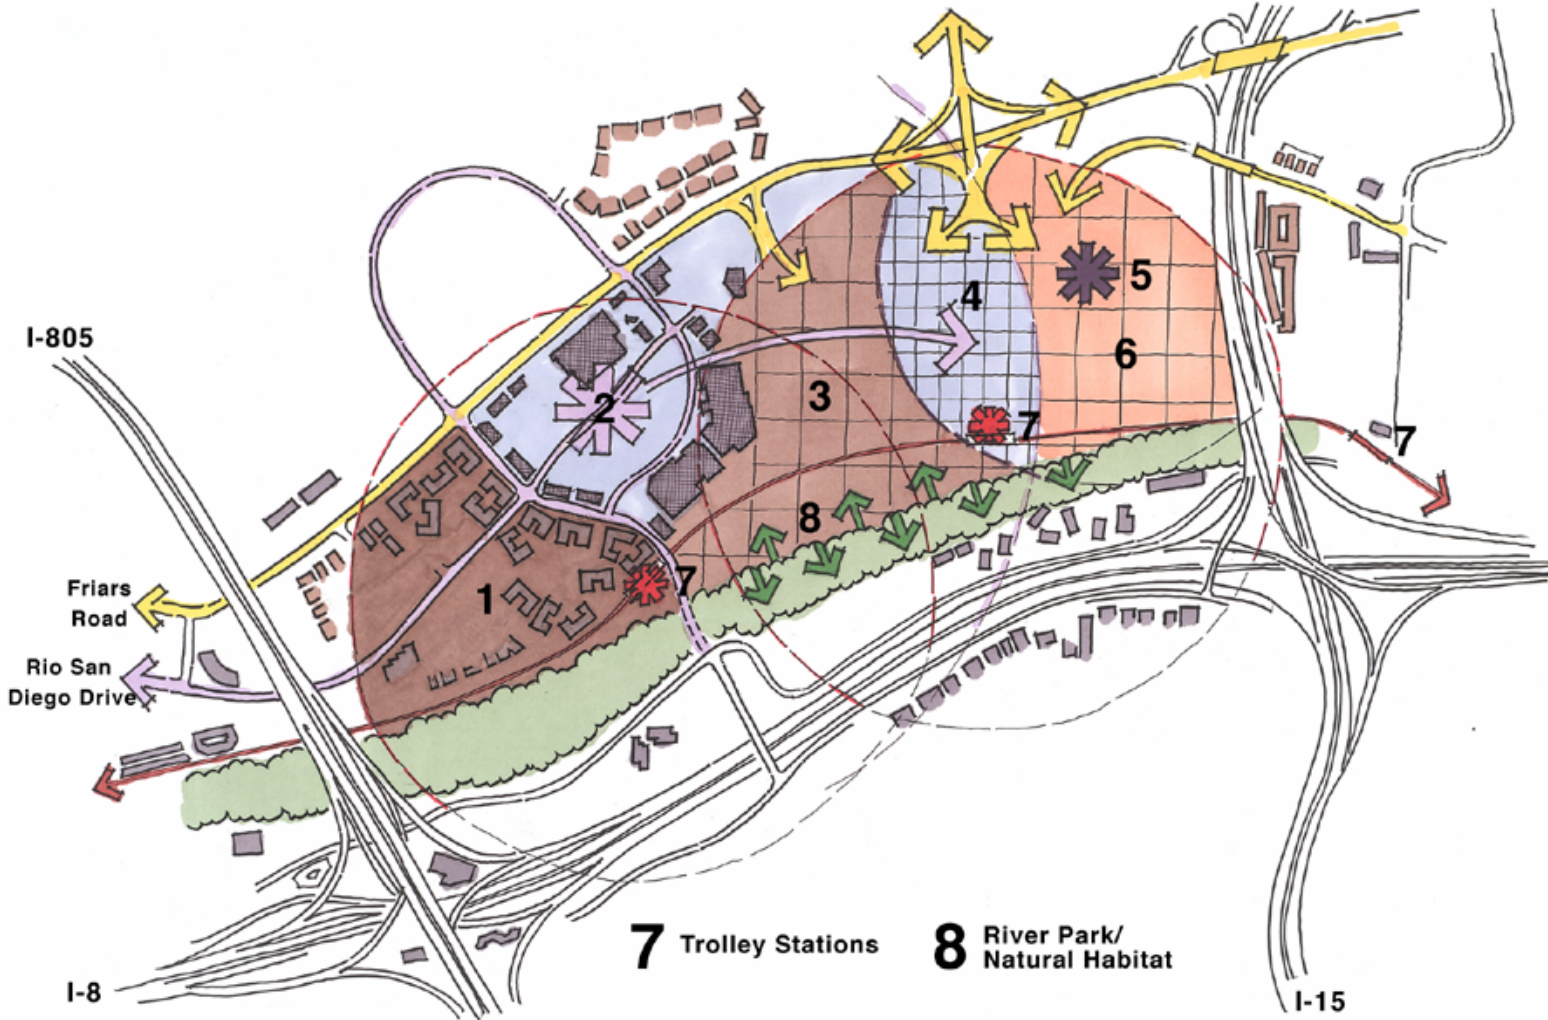 5
4
I-805
6
3
2
7
7
8
7
1
Friars
Road
Rio San
Diego Drive
7 Trolley Stations
8 River Park/
Natural Habitat
I-8
I-15